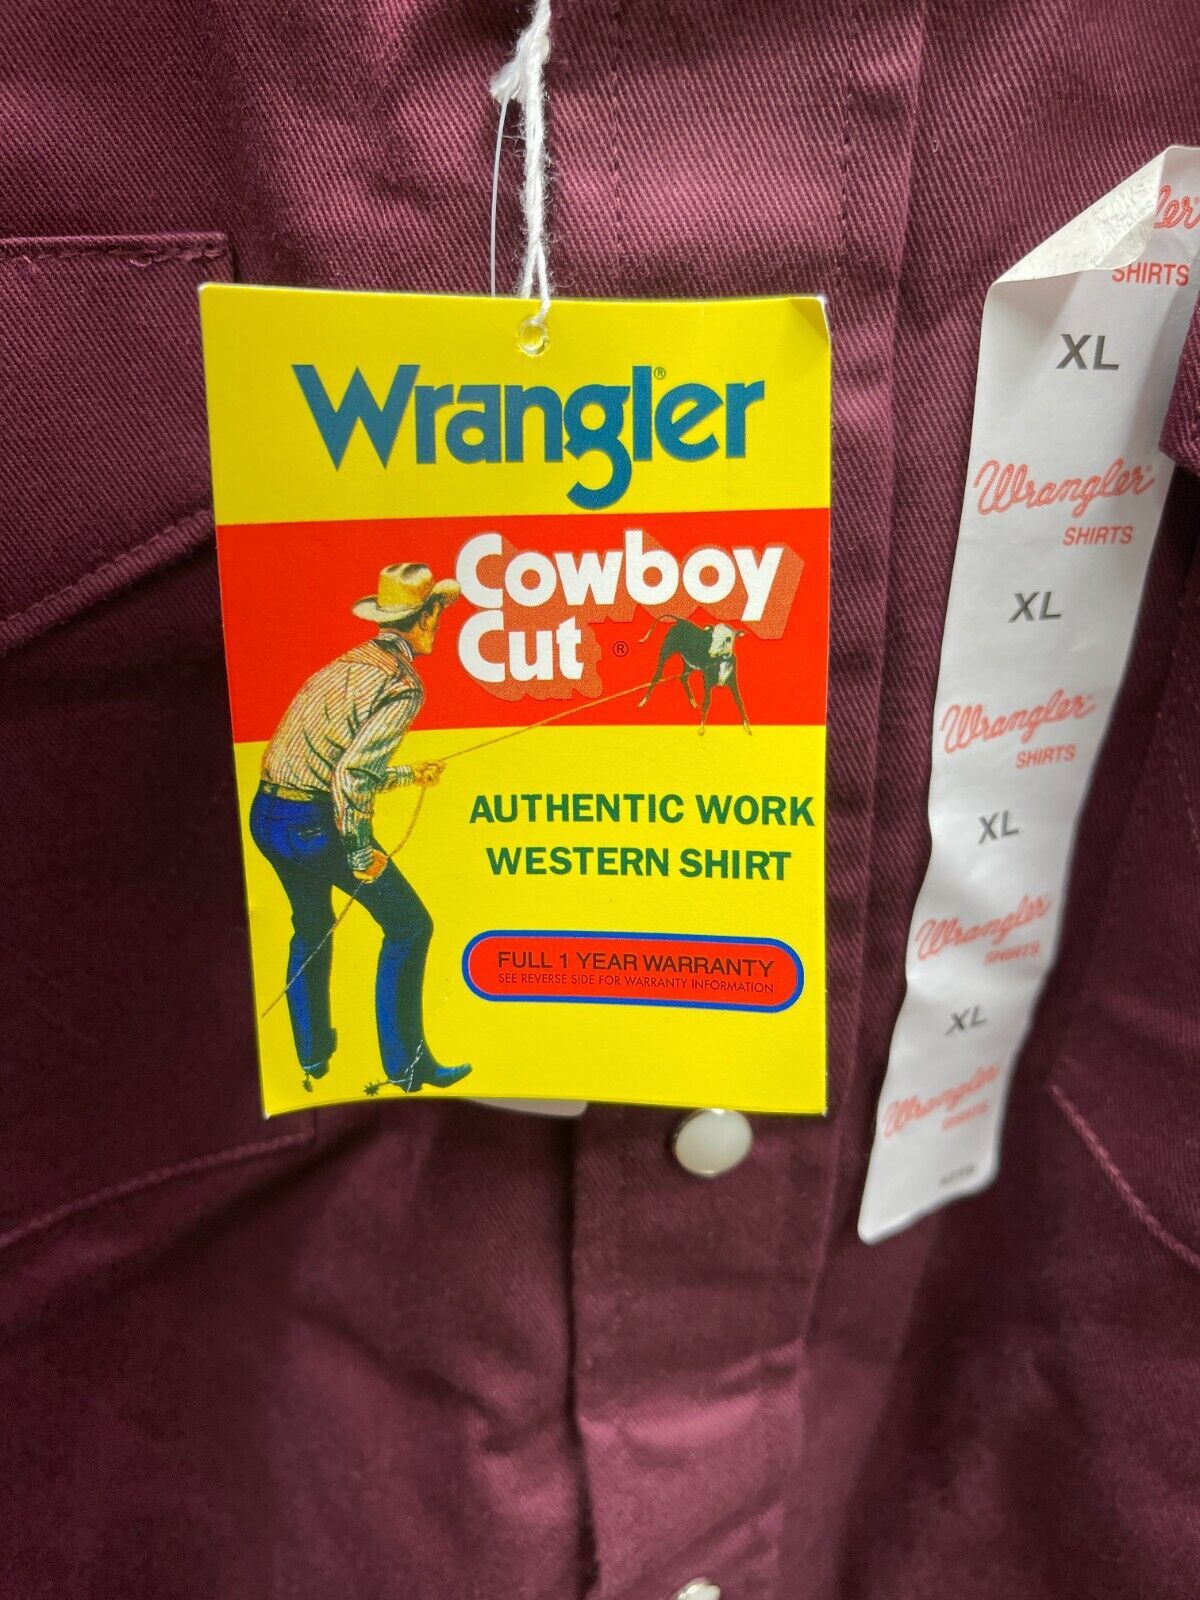 Wrangler®
Cowboy
Cut®
AUTHENTIC WORK
WESTERN SHIRT
FULL 1 YEAR WARRANTY
SEE REVERSE SIDE FOR WARRANTY INFORMATION
ler®
SHIRTS
XL
Wrangler®
SHIRTS
XL
Wrangler®
SHIRTS
XL
Wrangler
SHIRTS
XL
Wrangler
SHIRTS